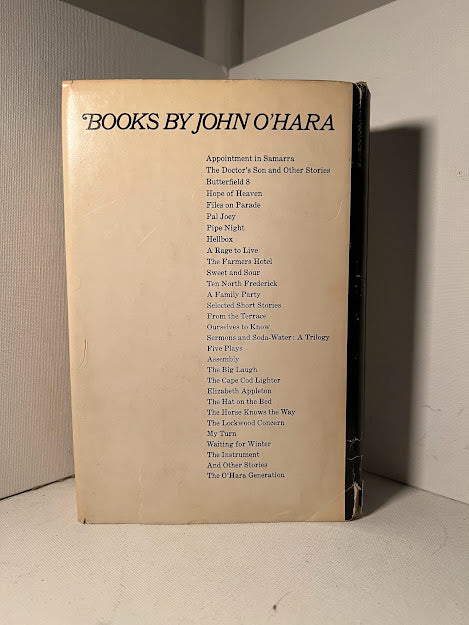 BOOKS BY JOHN O'HARA
Appointment in Samarra
The Doctor's Son and Other Stories
Butterfield 8
Hope of Heaven
Files on Parade
Pal Joey
Pipe Night
Hellbox
A Rage to Live
The Farmers Hotel
Sweet and Sour
Ten North Frederick
A Family Party
Selected Short Stories
From the Terrace
Ourselves to Know
Sermons and Soda-Water: A Trilogy
Five Plays
Assembly
The Big Laugh
The Cape Cod Lighter
Elizabeth Appleton
The Hat on the Bed
The Horse Knows the Way
The Lockwood Concern
My Turn
Waiting for Winter
The Instrument
And Other Stories
The O'Hara Generation